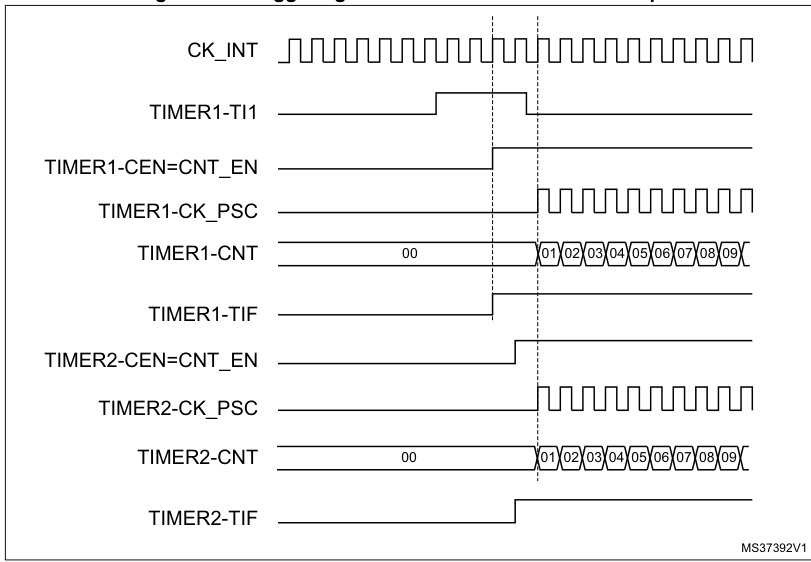 CK_INT
TIMER1-TI1
TIMER1-CEN=CNT_EN
TIMER1-CK_PSC
TIMER1-CNT 00 01 02 03 04 05 06 07 08 09
TIMER1-TIF
TIMER2-CEN=CNT_EN
TIMER2-CK_PSC
TIMER2-CNT 00 01 02 03 04 05 06 07 08 09
TIMER2-TIF
MS37392V1